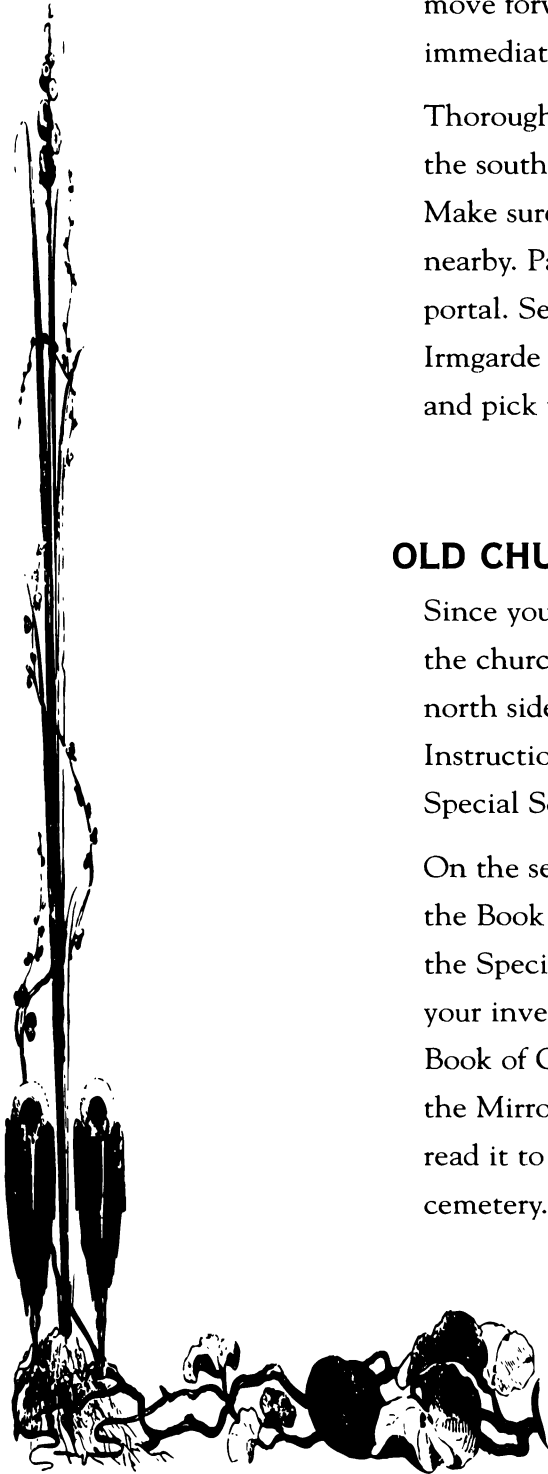 move
immediat
Thorough
the south
Make sure
nearby. Pa
portal. Se
Irmgarde
and pick
OLD CHU
Since you
the churc
north side
Instructio
Special S
On the se
the Book
the Speci
your inve
Book of
the Mirro
read it to
cemetery.